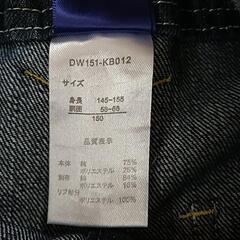 DW151-KB012
サイズ
身長 145-155
胴囲 58-68
150
品質表示
本体 綿 75%
ポリエステル 25%
別布 綿 84%
ポリエステル 16%
リブ部分
ポリエステル 100%